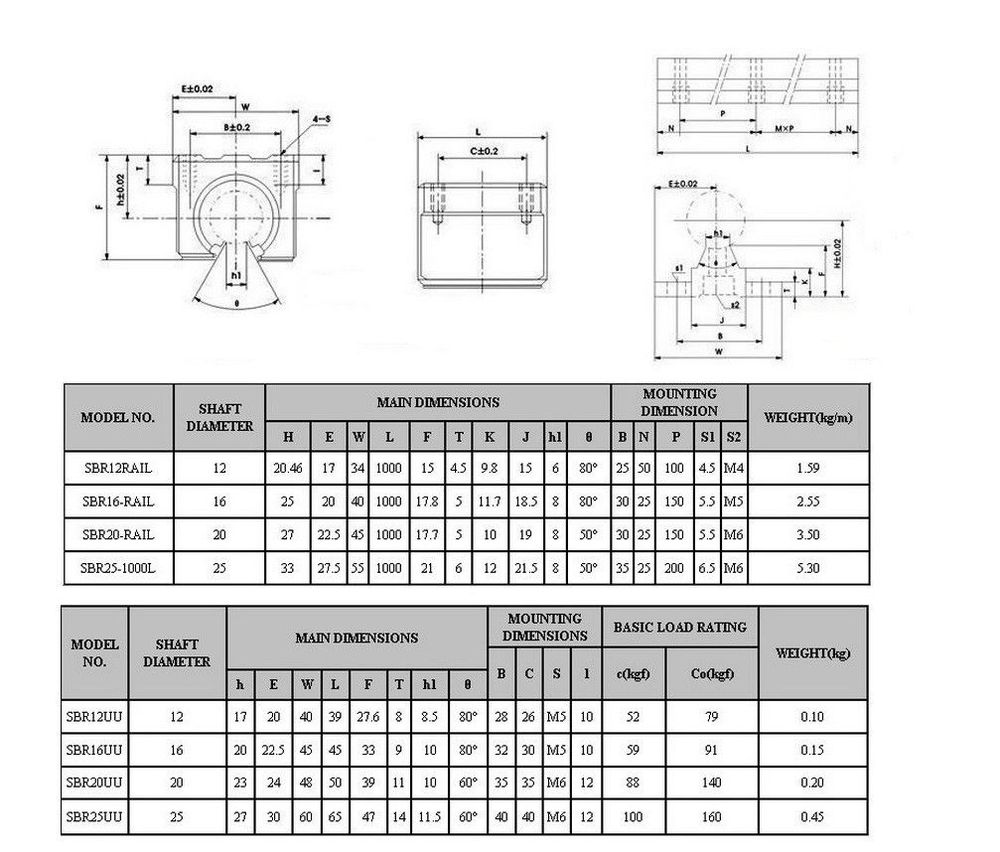 E±0.02
W
B±0.2
4-S
T
l
h±0.02
F
h1
θ
L
C±0.2
P
N
M×P
N
L
E±0.02
h1
θ
s1
s2
T
K
F
H±0.02
J
B
W
MODEL NO. SHAFT DIAMETER MAIN DIMENSIONS MOUNTING DIMENSION WEIGHT(kg/m)
H E W L F T K J h1 θ B N P S1 S2
SBR12RAIL 12 20.46 17 34 1000 15 4.5 9.8 15 6 80° 25 50 100 4.5 M4 1.59
SBR16-RAIL 16 25 20 40 1000 17.8 5 11.7 18.5 8 80° 30 25 150 5.5 M5 2.55
SBR20-RAIL 20 27 22.5 45 1000 17.7 5 10 19 8 50° 30 25 150 5.5 M6 3.50
SBR25-1000L 25 33 27.5 55 1000 21 6 12 21.5 8 50° 35 25 200 6.5 M6 5.30
MODEL NO. SHAFT DIAMETER MAIN DIMENSIONS MOUNTING DIMENSIONS BASIC LOAD RATING WEIGHT(kg)
h E W L F T h1 θ B C S l c(kgf) Co(kgf)
SBR12UU 12 17 20 40 39 27.6 8 8.5 80° 28 26 M5 10 52 79 0.10
SBR16UU 16 20 22.5 45 45 33 9 10 80° 32 30 M5 10 59 91 0.15
SBR20UU 20 23 24 48 50 39 11 10 60° 35 35 M6 12 88 140 0.20
SBR25UU 25 27 30 60 65 47 14 11.5 60° 40 40 M6 12 100 160 0.45